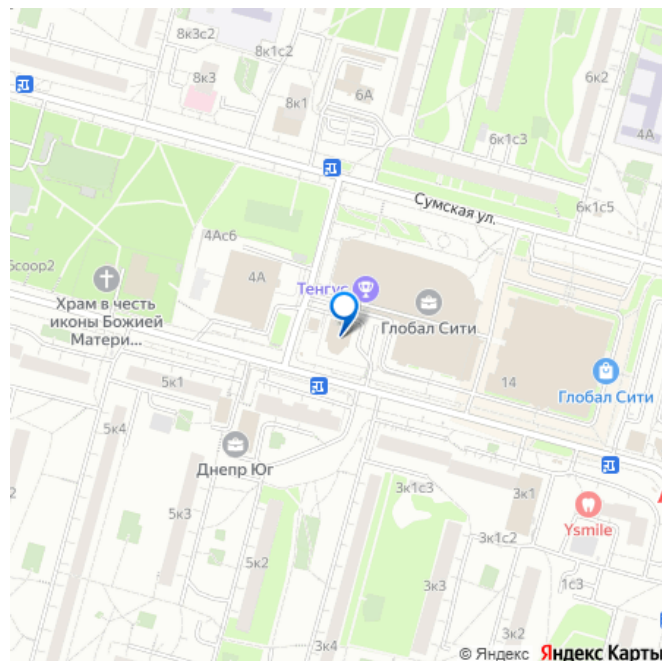 8к3с2
8к1с2
8к3
8к1
6А
6к2
6к1с3
4А
Сумская ул.
6к1с5
4Ас6
4А
Тенгус
5соор2
Храм в честь
иконы Божией
Матери...
Глобал Сити
14
Глобал Сити
5к1
5к4
Днепр Юг
3к1с3
3к1
5к3
Ysmile
3к1с2
5к2
3к3
1с3
3к2
3к4
© Яндекс Яндекс Карты